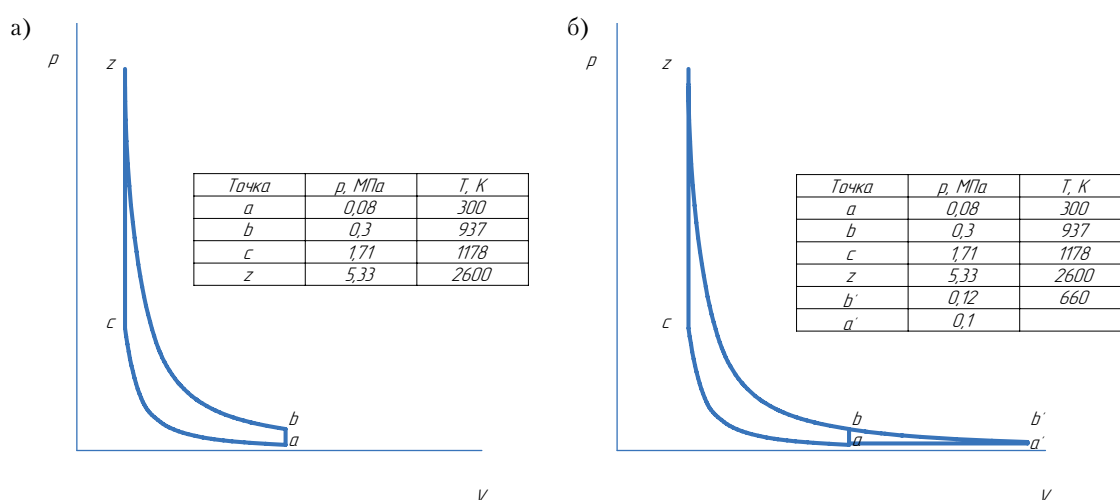 а)
p
z
Точка p, МПа T, K
a 0,08 300
b 0,3 937
c 1,71 1178
z 5,33 2600
c
b
a
V
б)
p
z
Точка p, МПа T, K
a 0,08 300
b 0,3 937
c 1,71 1178
z 5,33 2600
b' 0,12 660
a' 0,1
c
b b'
a a'
V